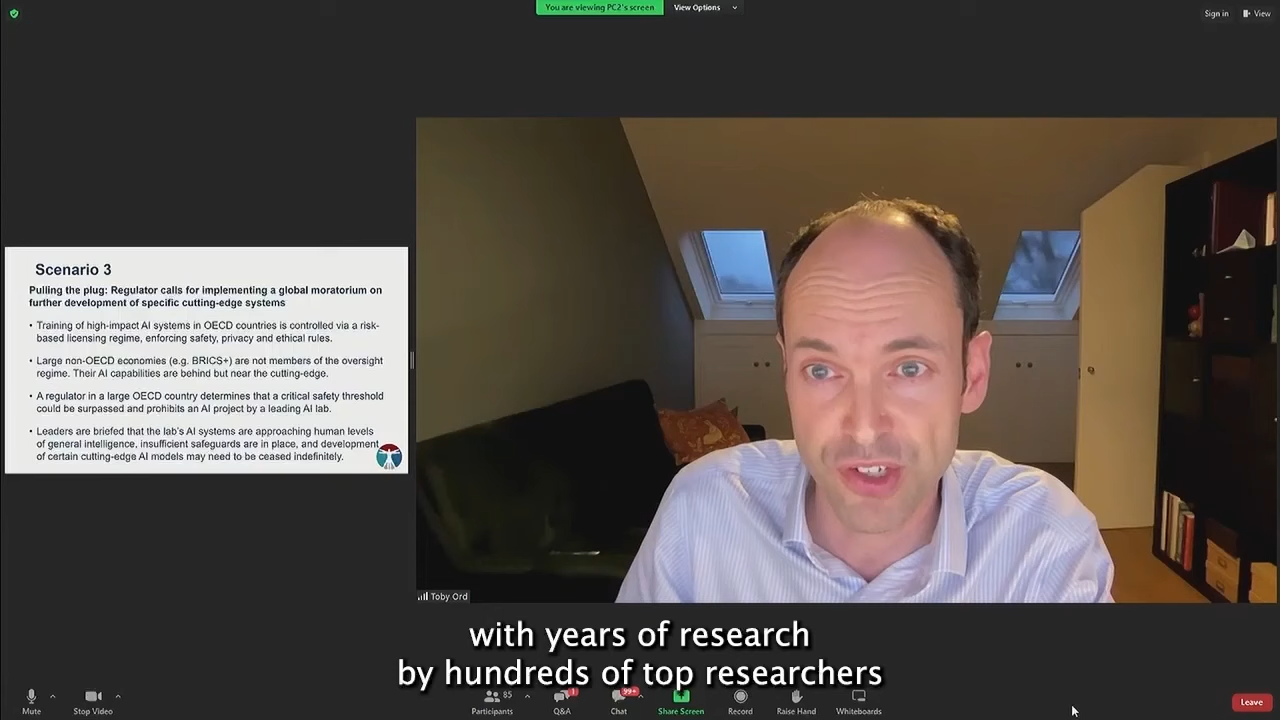 You are viewing PC2's screen
View Options
Sign in
View
Scenario 3
Pulling the plug: Regulator calls for implementing a global moratorium on
further development of specific cutting-edge systems
• Training of high-impact AI systems in OECD countries is controlled via a risk-
based licensing regime, enforcing safety, privacy and ethical rules.
• Large non-OECD economies (e.g. BRICS+) are not members of the oversight
regime. Their AI capabilities are behind but near the cutting-edge.
• A regulator in a large OECD country determines that a critical safety threshold
could be surpassed and prohibits an AI project by a leading AI lab.
• Leaders are briefed that the lab's AI systems are approaching human levels
of general intelligence, insufficient safeguards are in place, and development
of certain cutting-edge AI models may need to be ceased indefinitely.
Toby Ord
with years of research
by hundreds of top researchers
Mute
Stop Video
85
Participants
1
Q&A
99+
Chat
Share Screen
Record
Raise Hand
Whiteboards
Leave